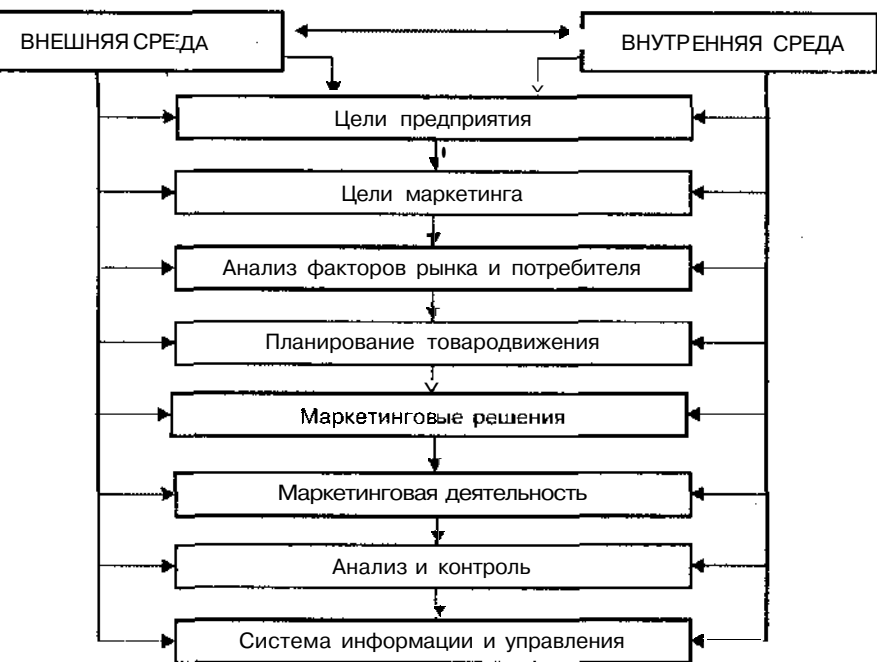 ВНЕШНЯЯ СРЕДА
ВНУТРЕННЯЯ СРЕДА
Цели предприятия
Цели маркетинга
Анализ факторов рынка и потребителя
Планирование товародвижения
Маркетинговые решения
Маркетинговая деятельность
Анализ и контроль
Система информации и управления